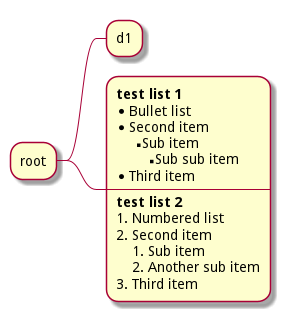 d1
root
test list 1
• Bullet list
• Second item
▪Sub item
▪Sub sub item
• Third item
test list 2
1. Numbered list
2. Second item
1. Sub item
2. Another sub item
3. Third item